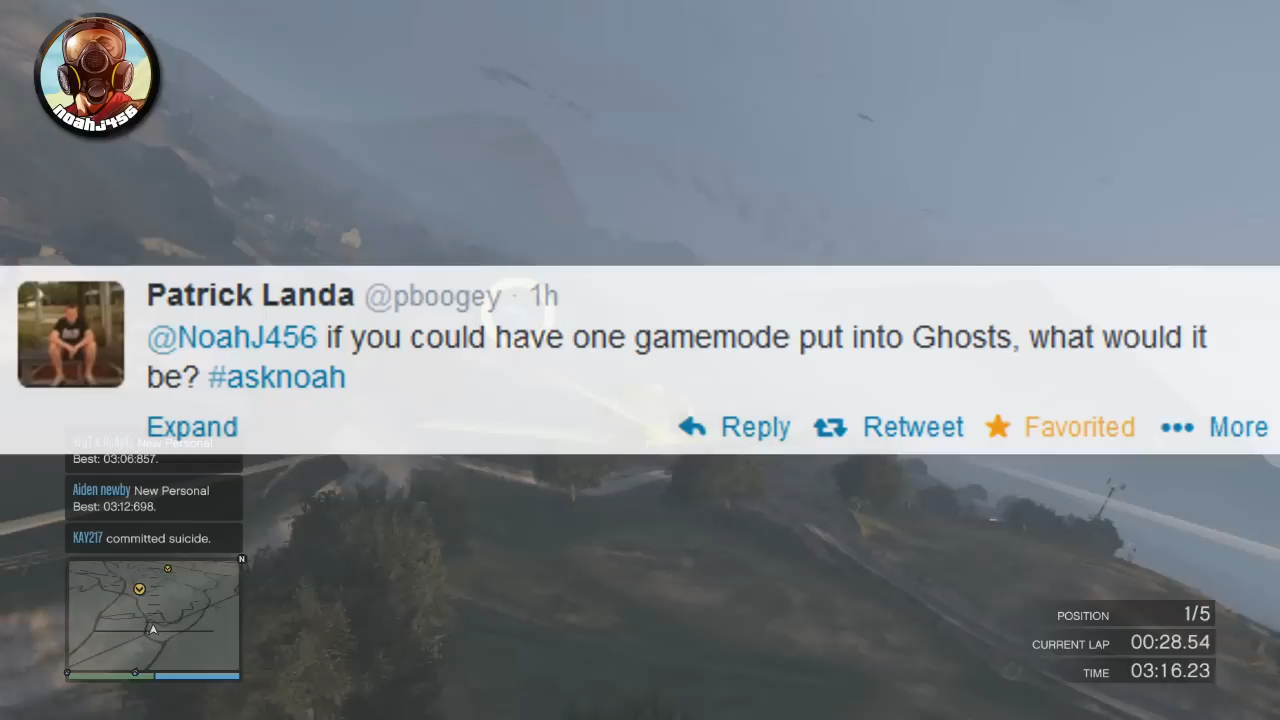 NOAHJ456
Patrick Landa @pboogey · 1h
@NoahJ456 if you could have one gamemode put into Ghosts, what would it
be? #asknoah
Expand Reply Retweet Favorited More
New Personal
Best: 03:06:857.
Aiden newby New Personal
Best: 03:12:698.
KAY217 committed suicide.
N
POSITION 1/5
CURRENT LAP 00:28.54
TIME 03:16.23